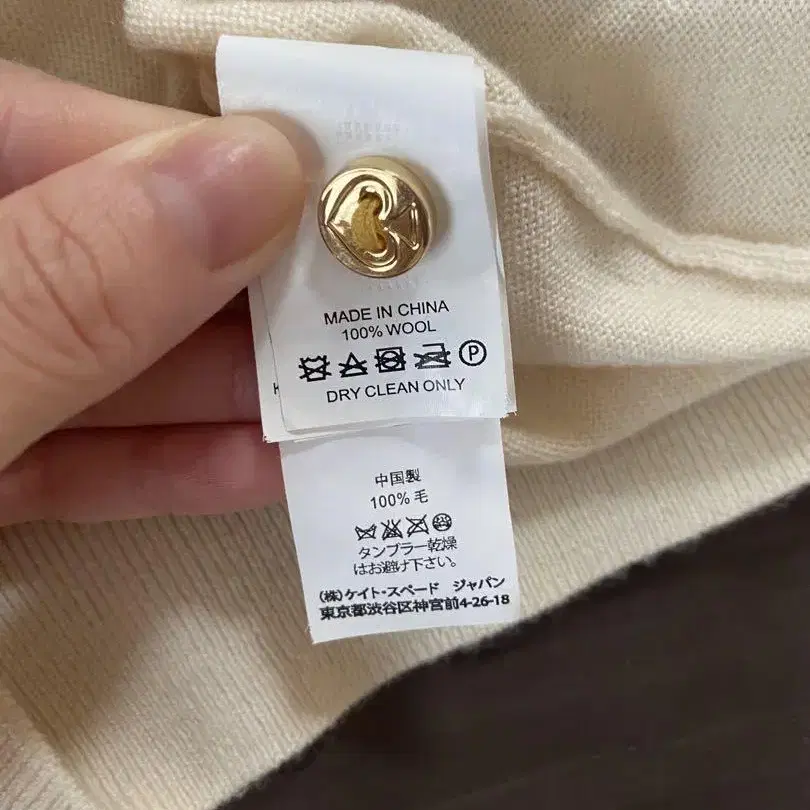 MADE IN CHINA
100% WOOL
P
DRY CLEAN ONLY
中国製
100% 毛
タンブラー乾燥
はお避け下さい。
(株)ケイト・スペード ジャパン
東京都渋谷区神宮前4-26-18